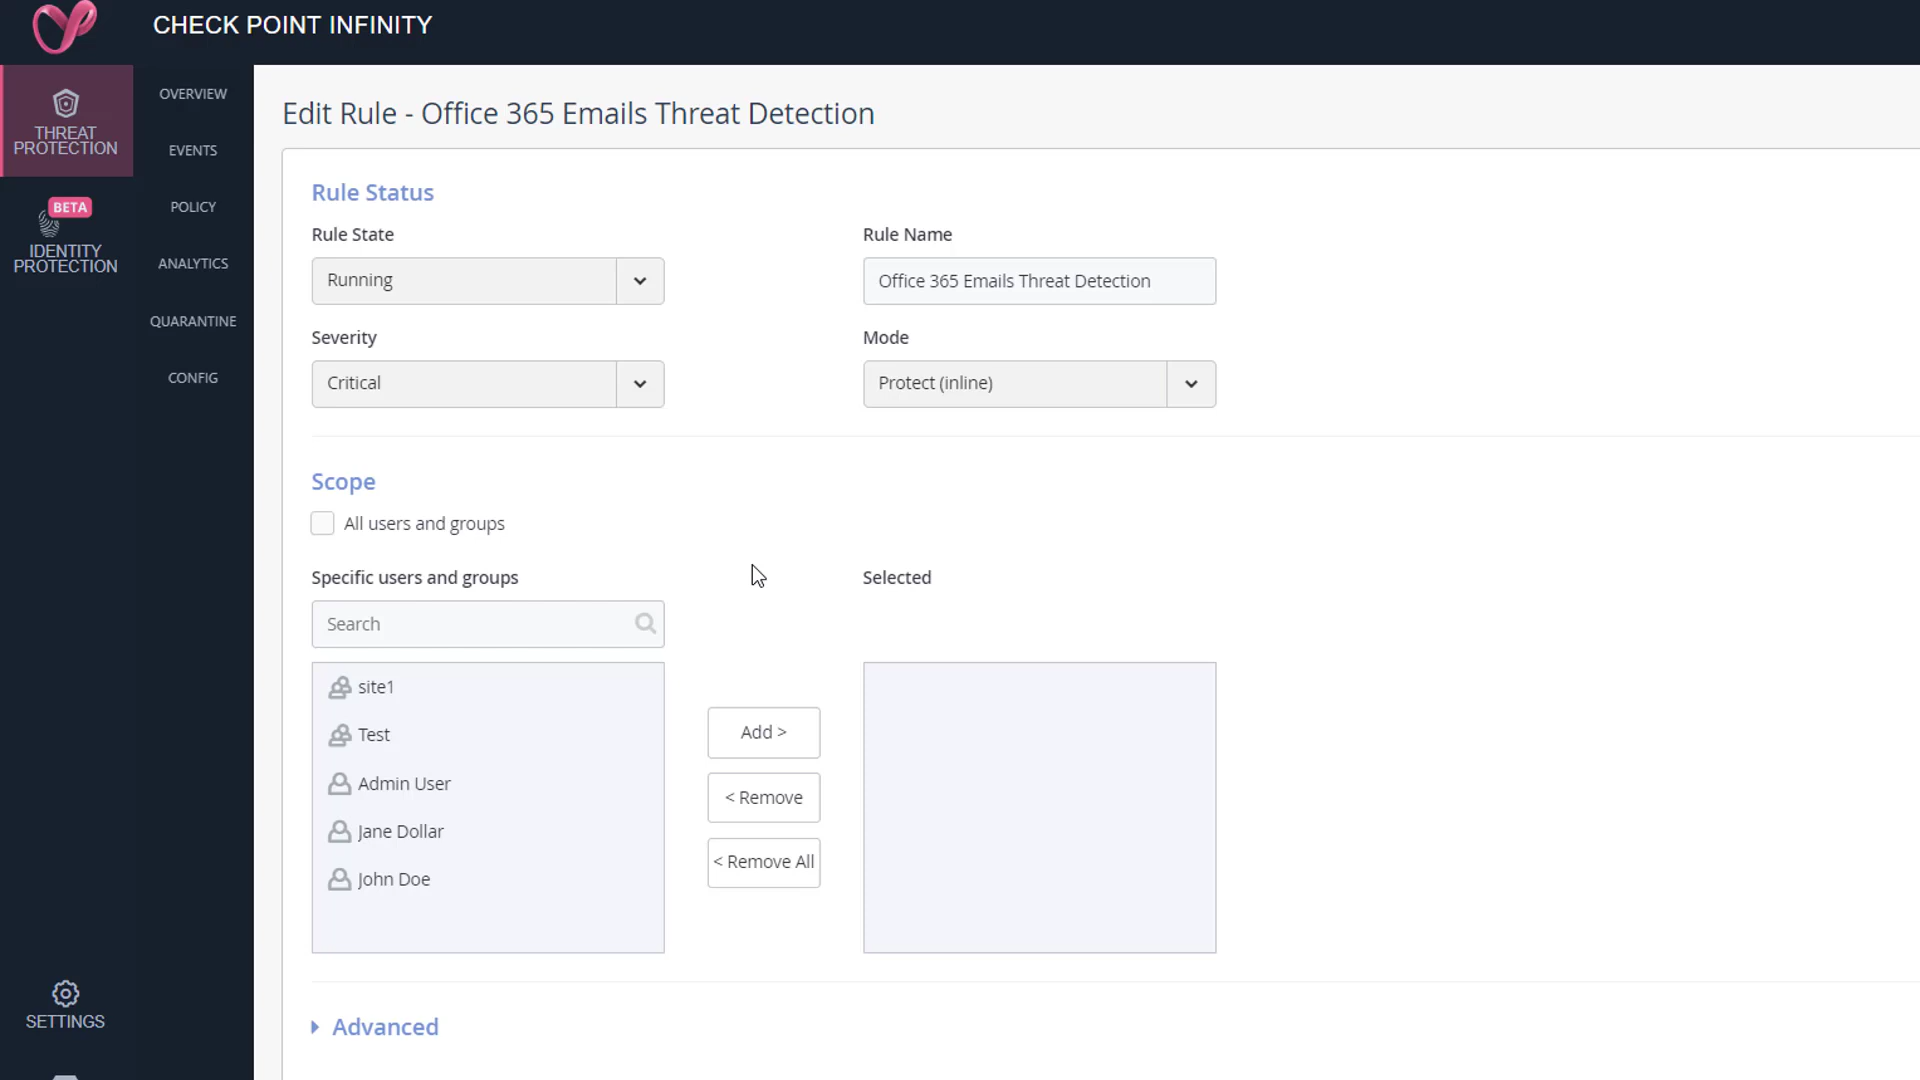 CHECK POINT INFINITY
THREAT
PROTECTION
BETA
IDENTITY
PROTECTION
SETTINGS
OVERVIEW
EVENTS
POLICY
ANALYTICS
QUARANTINE
CONFIG
Edit Rule - Office 365 Emails Threat Detection
Rule Status
Rule State
Rule Name
Running
Office 365 Emails Threat Detection
Severity
Mode
Critical
Protect (inline)
Scope
All users and groups
Specific users and groups
Selected
Search
site1
Test
Admin User
Jane Dollar
John Doe
Add >
< Remove
< Remove All
Advanced